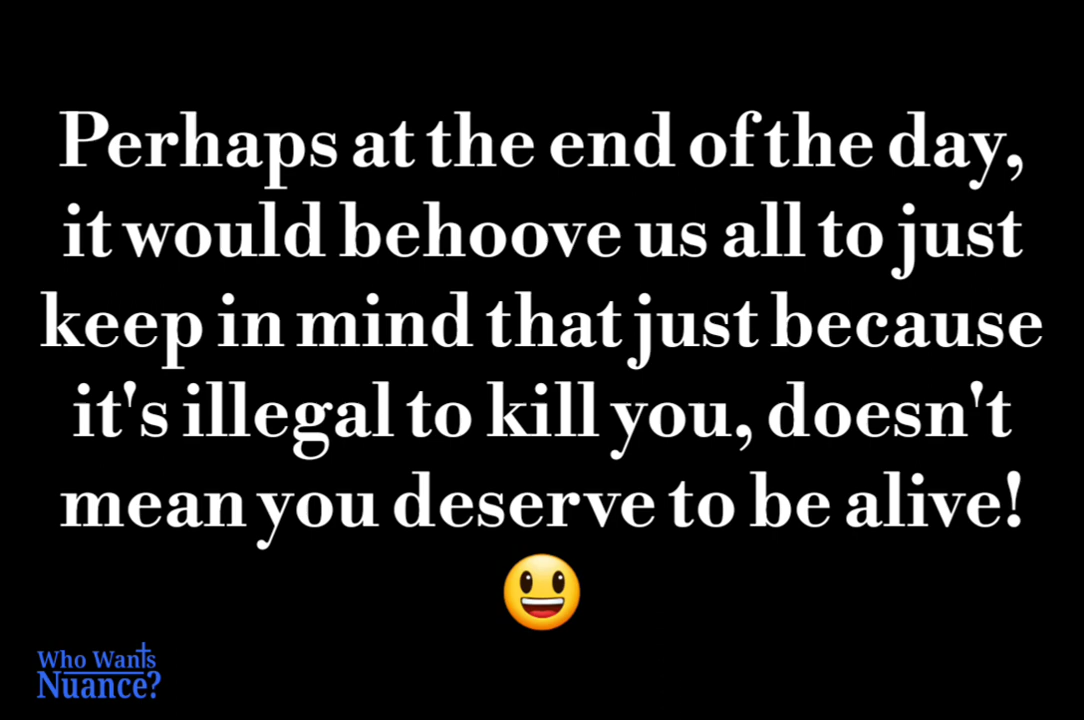 Perhaps at the end of the day,
it would behoove us all to just
keep in mind that just because
it's illegal to kill you, doesn't
mean you deserve to be alive!
😃
Who Wants
Nuance?